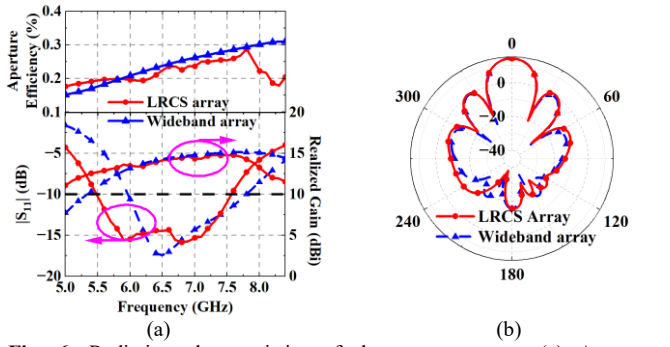 Aperture
Efficiency (%)
0.4
0.3
0.2
0.1
LRCS array
Wideband array
|S11| (dB)
−5
−10
−15
−20
20
15
10
5
0
Realized Gain (dBi)
5.0 5.5 6.0 6.5 7.0 7.5 8.0
Frequency (GHz)
(a)
0
60
120
180
240
300
0
−20
−40
LRCS Array
Wideband array
(b)